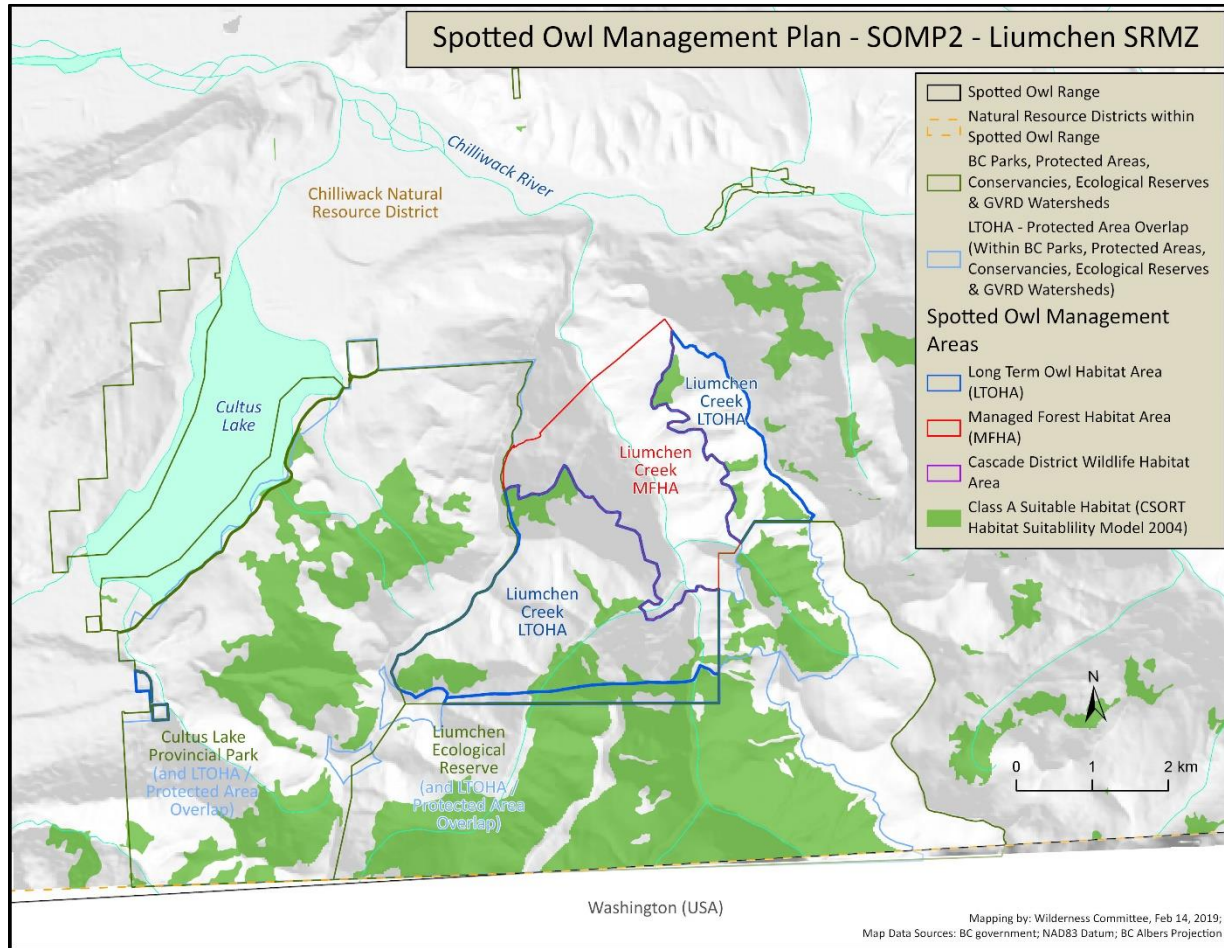 Spotted Owl Management Plan - SOMP2 - Liumchen SRMZ
Spotted Owl Range
Natural Resource Districts within
Spotted Owl Range
BC Parks, Protected Areas,
Conservancies, Ecological Reserves
& GVRD Watersheds
LTOHA - Protected Area Overlap
(Within BC Parks, Protected Areas,
Conservancies, Ecological Reserves
& GVRD Watersheds)
Spotted Owl Management
Areas
Long Term Owl Habitat Area
(LTOHA)
Managed Forest Habitat Area
(MFHA)
Cascade District Wildlife Habitat
Area
Class A Suitable Habitat (CSORT
Habitat Suitablility Model 2004)
Chilliwack River
Chilliwack Natural
Resource District
Cultus
Lake
Liumchen
Creek
LTOHA
Liumchen
Creek
MFHA
Liumchen
Creek
LTOHA
Cultus Lake
Provincial Park
(and LTOHA /
Protected Area
Overlap)
Liumchen
Ecological
Reserve
(and LTOHA /
Protected Area
Overlap)
N
0 1 2 km
Washington (USA)
Mapping by: Wilderness Committee, Feb 14, 2019;
Map Data Sources: BC government; NAD83 Datum; BC Albers Projection